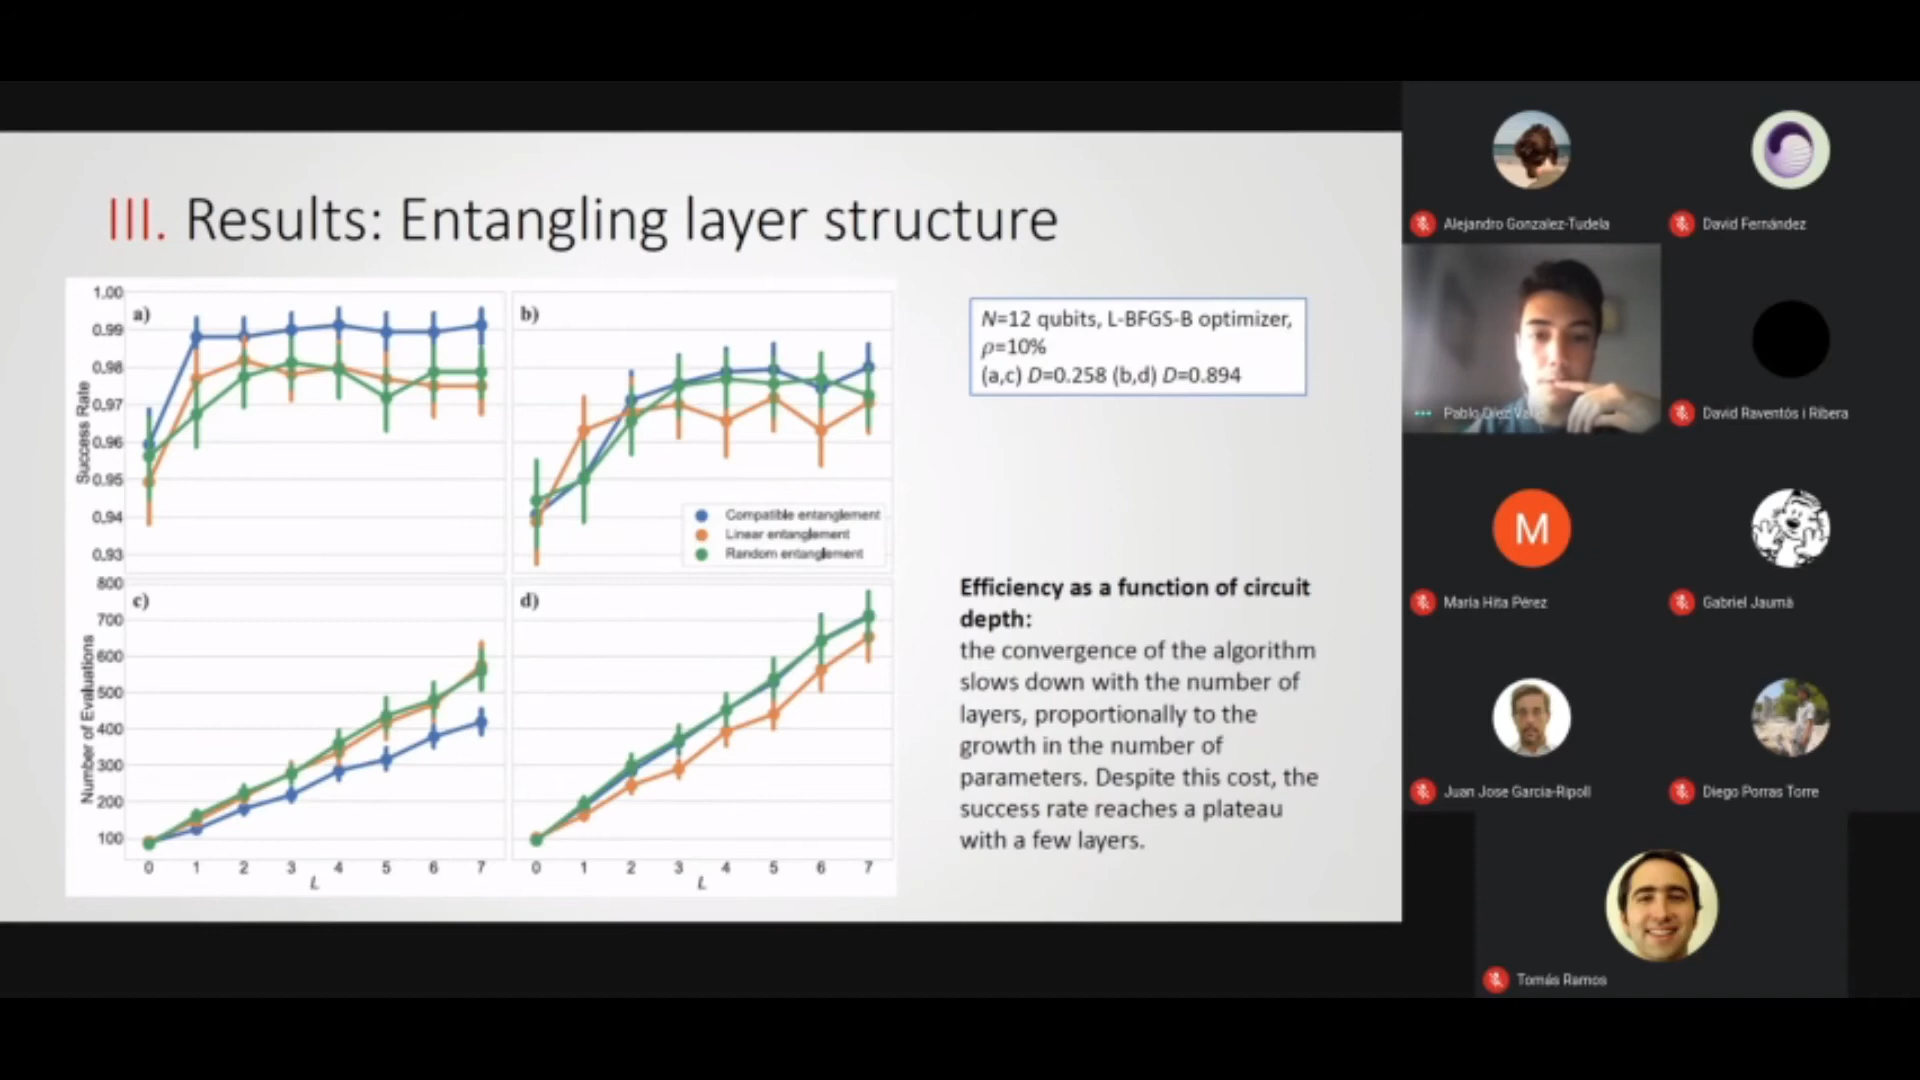 III. Results: Entangling layer structure
a)
b)
1.00
0.99
0.98
0.97
0.96
0.95
0.94
0.93
Success Rate
Compatible entanglement
Linear entanglement
Random entanglement
c)
d)
800
700
600
500
400
300
200
100
Number of Evaluations
0 1 2 3 4 5 6 7
L
0 1 2 3 4 5 6 7
L
N=12 qubits, L-BFGS-B optimizer,
ρ=10%
(a,c) D=0.258 (b,d) D=0.894
Efficiency as a function of circuit
depth:
the convergence of the algorithm
slows down with the number of
layers, proportionally to the
growth in the number of
parameters. Despite this cost, the
success rate reaches a plateau
with a few layers.
Alejandro Gonzalez-Tudela
David Fernández
Pablo Díez Valle
David Raventós i Ribera
M
María Hita Pérez
Gabriel Jaumà
Juan Jose Garcia-Ripoll
Diego Porras Torre
Tomás Ramos